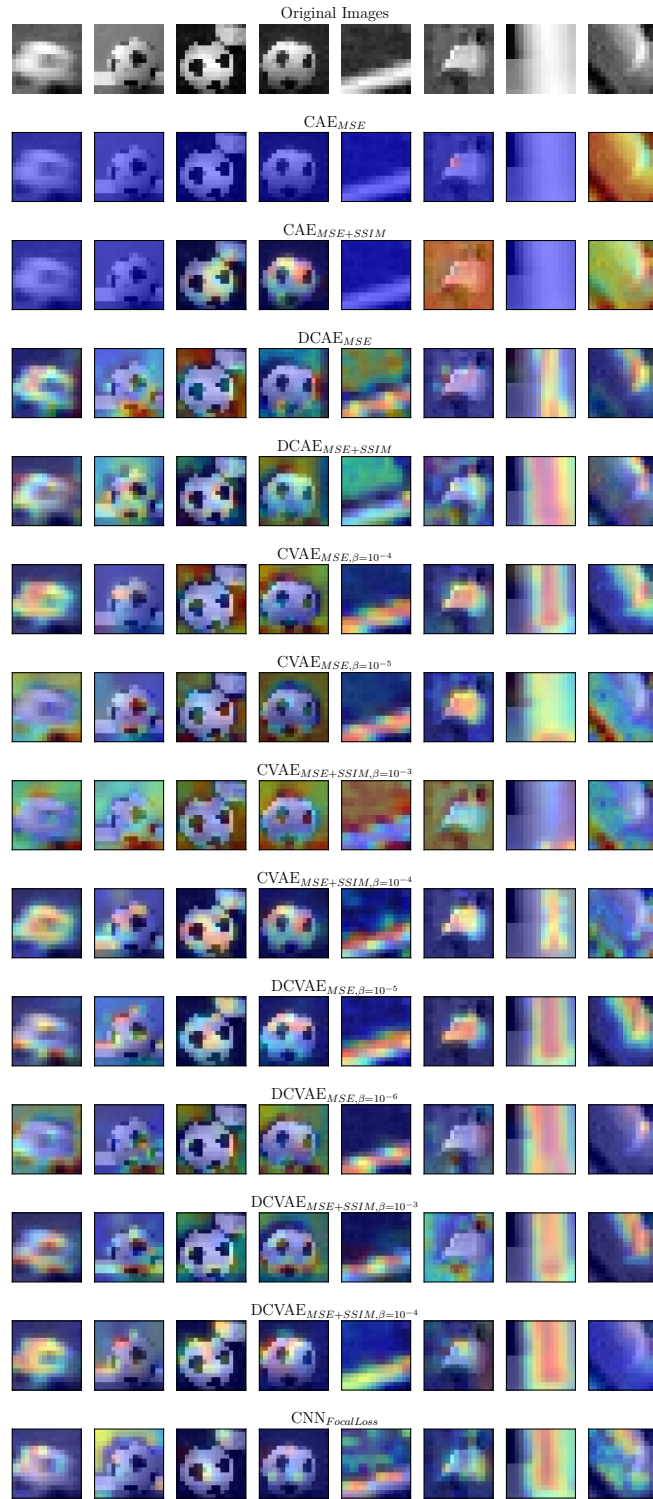 Original Images
CAE_{MSE}
CAE_{MSE+SSIM}
DCAE_{MSE}
DCAE_{MSE+SSIM}
CVAE_{MSE,β=10^{-4}}
CVAE_{MSE,β=10^{-5}}
CVAE_{MSE+SSIM,β=10^{-3}}
CVAE_{MSE+SSIM,β=10^{-4}}
DCVAE_{MSE,β=10^{-5}}
DCVAE_{MSE,β=10^{-6}}
DCVAE_{MSE+SSIM,β=10^{-3}}
DCVAE_{MSE+SSIM,β=10^{-4}}
CNN_{FocalLoss}